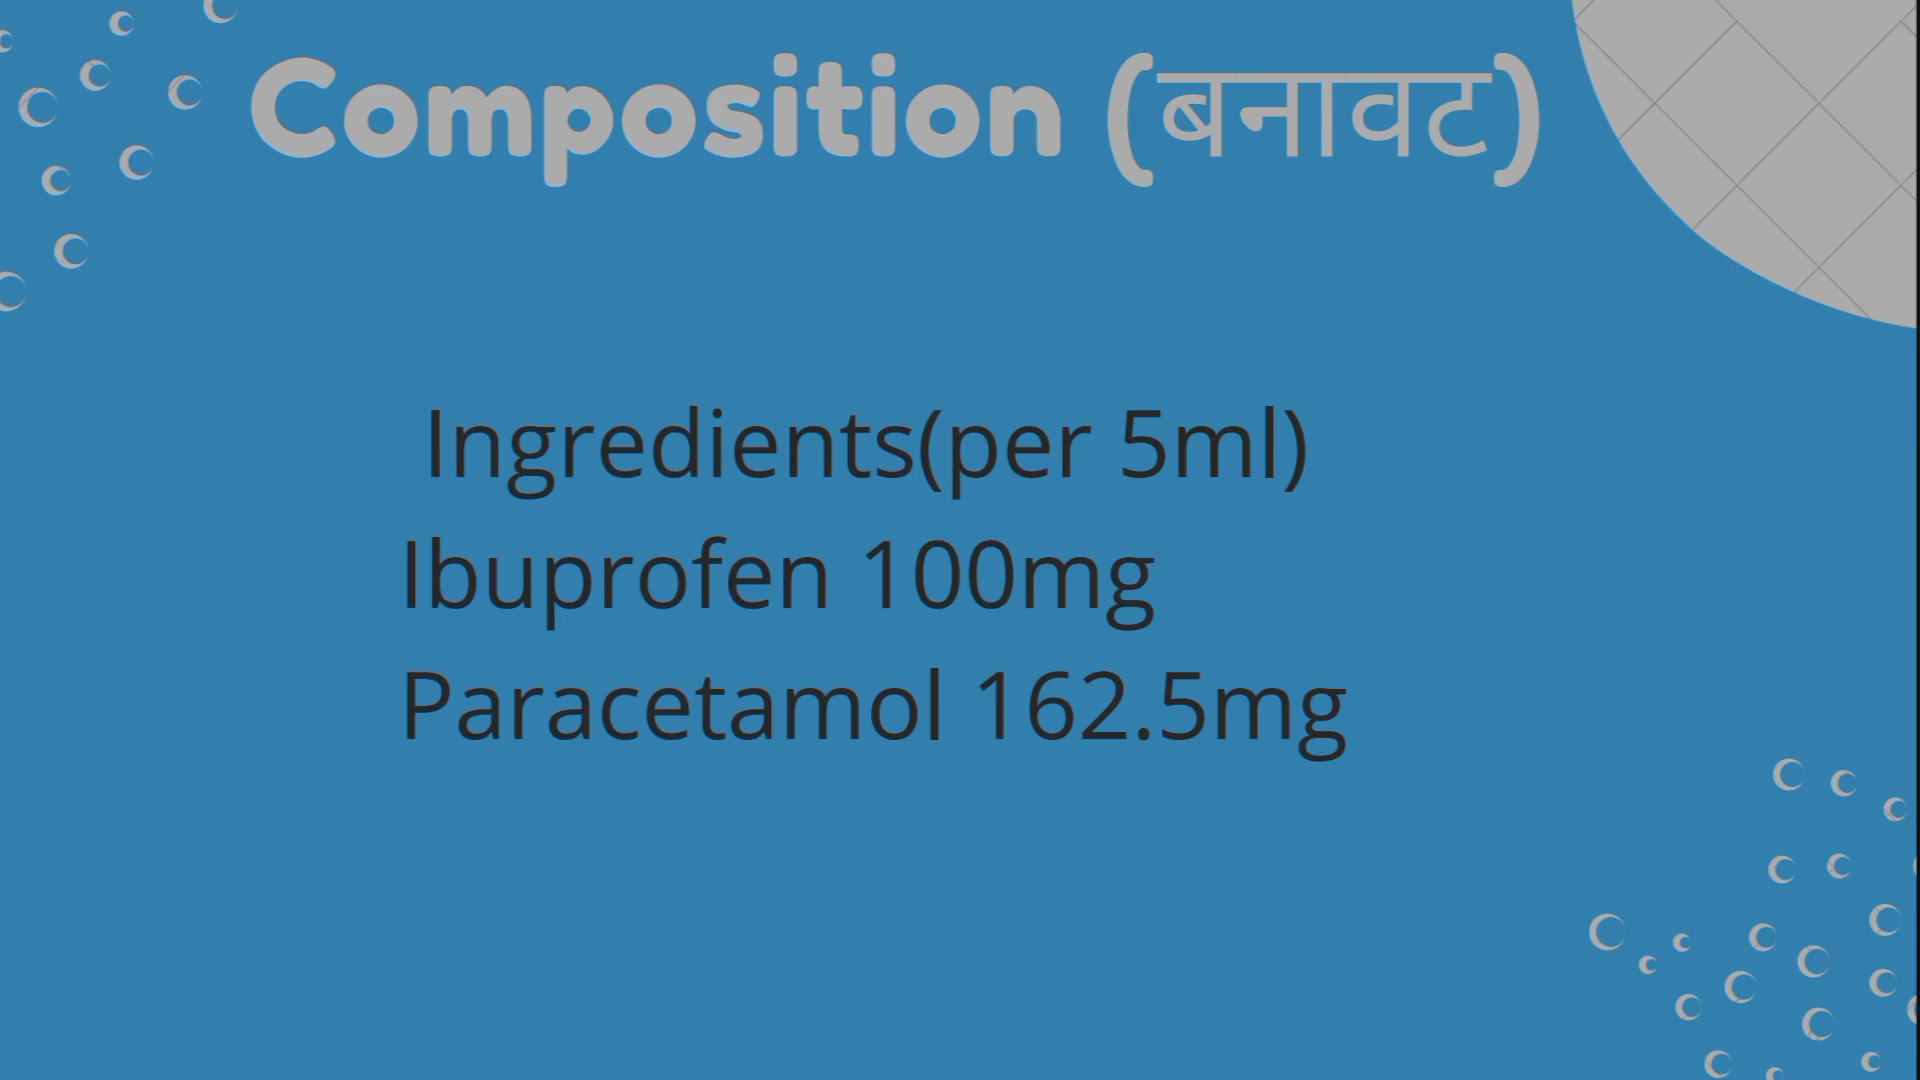 Composition (बनावट)
Ingredients(per 5ml)
Ibuprofen 100mg
Paracetamol 162.5mg